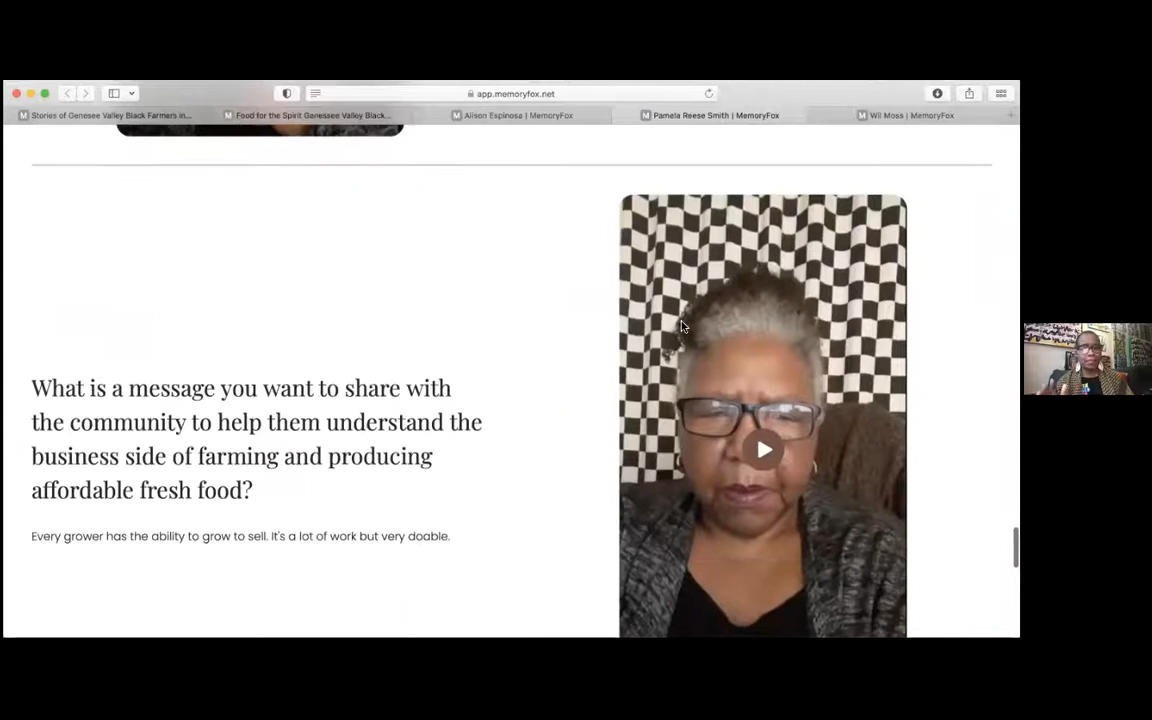 app.memoryfox.net
Stories of Genesee Valley Black Farmers in...
Food for the Spirit Genessee Valley Black...
Alison Espinosa | MemoryFox
Pamela Reese Smith | MemoryFox
Wil Moss | MemoryFox
What is a message you want to share with
the community to help them understand the
business side of farming and producing
affordable fresh food?
Every grower has the ability to grow to sell. It's a lot of work but very doable.